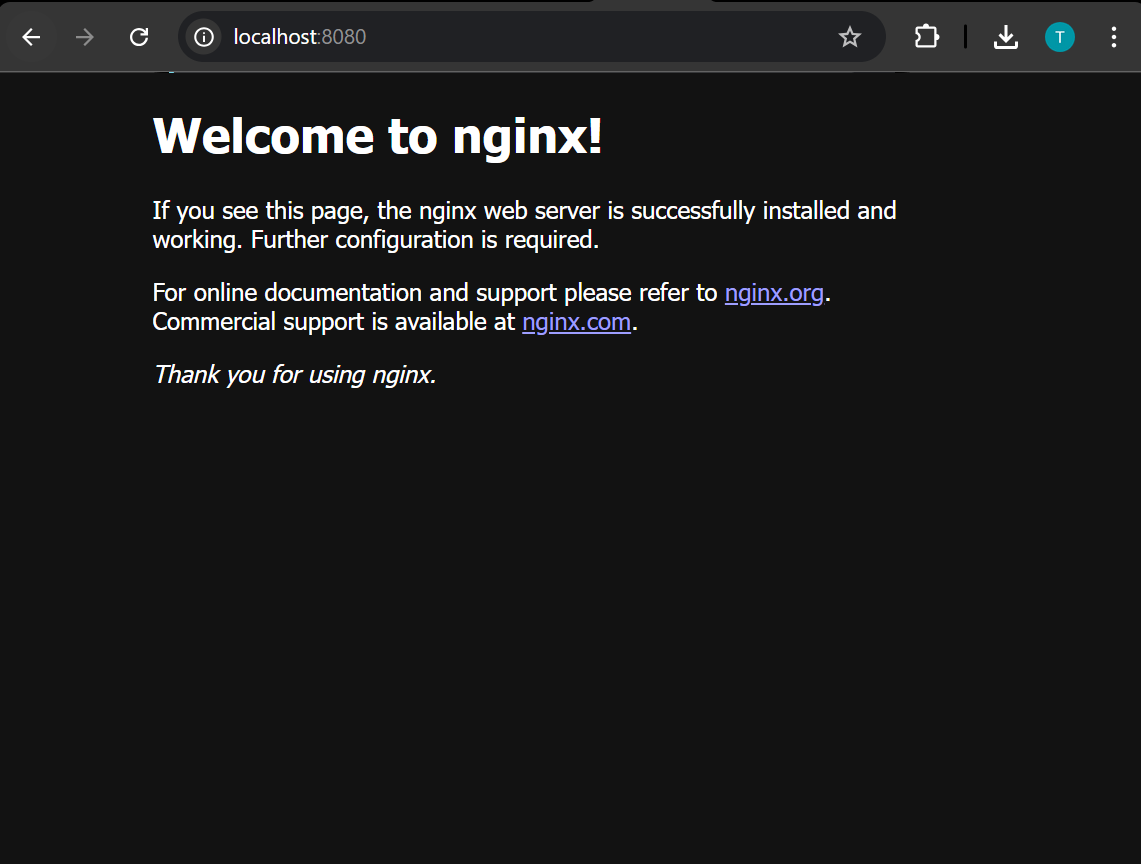 localhost:8080
T
Welcome to nginx!
If you see this page, the nginx web server is successfully installed and
working. Further configuration is required.
For online documentation and support please refer to nginx.org.
Commercial support is available at nginx.com.
Thank you for using nginx.